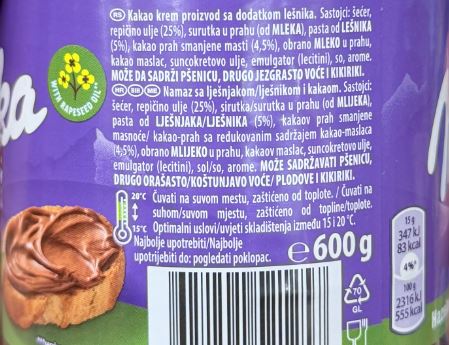 RS Kakao krem proizvod sa dodatkom lešnika. Sastojci: šećer,
repičino ulje (25%), surutka u prahu (od MLEKA), pasta od LEŠNIKA
(5%), kakao prah smanjene masti (4,5%), obrano MLEKO u prahu,
kakao maslac, suncokretovo ulje, emulgator (lecitini), so, arome.
MOŽE DA SADRŽI PŠENICU, DRUGO JEZGRASTO VOĆE I KIKIRIKI.
HR BIH ME Namaz sa lješnjakom/lješnikom i kakaom. Sastojci:
šećer, repičino ulje (25%), sirutka/surutka u prahu (od MLIJEKA),
pasta od LJEŠNJAKA/LJEŠNIKA (5%), kakaov prah smanjene
masnoće/ kakao-prah sa redukovanim sadržajem kakao-maslaca
(4,5%), obrano MLIJEKO u prahu, kakaov maslac, suncokretovo ulje,
emulgator (lecitini), sol/so, arome. MOŽE SADRŽAVATI PŠENICU,
DRUGO ORAŠASTO/KOŠTUNJAVO VOĆE/ PLODOVE I KIKIRIKI.
20°C
15°C
Čuvati na suvom mestu, zaštićeno od toplote. / Čuvati na
suhom/suvom mjestu, zaštićeno od topline/toplote.
Optimalni uslovi/uvjeti skladištenja između 15 i 20 °C.
Najbolje upotrebiti/Najbolje
upotrijebiti do: pogledati poklopac.
℮ 600 g
WITH RAPESEED OIL
ka
15 g
347 kJ
83 kcal
4%*
100 g
2316 kJ
555 kcal
70
GL